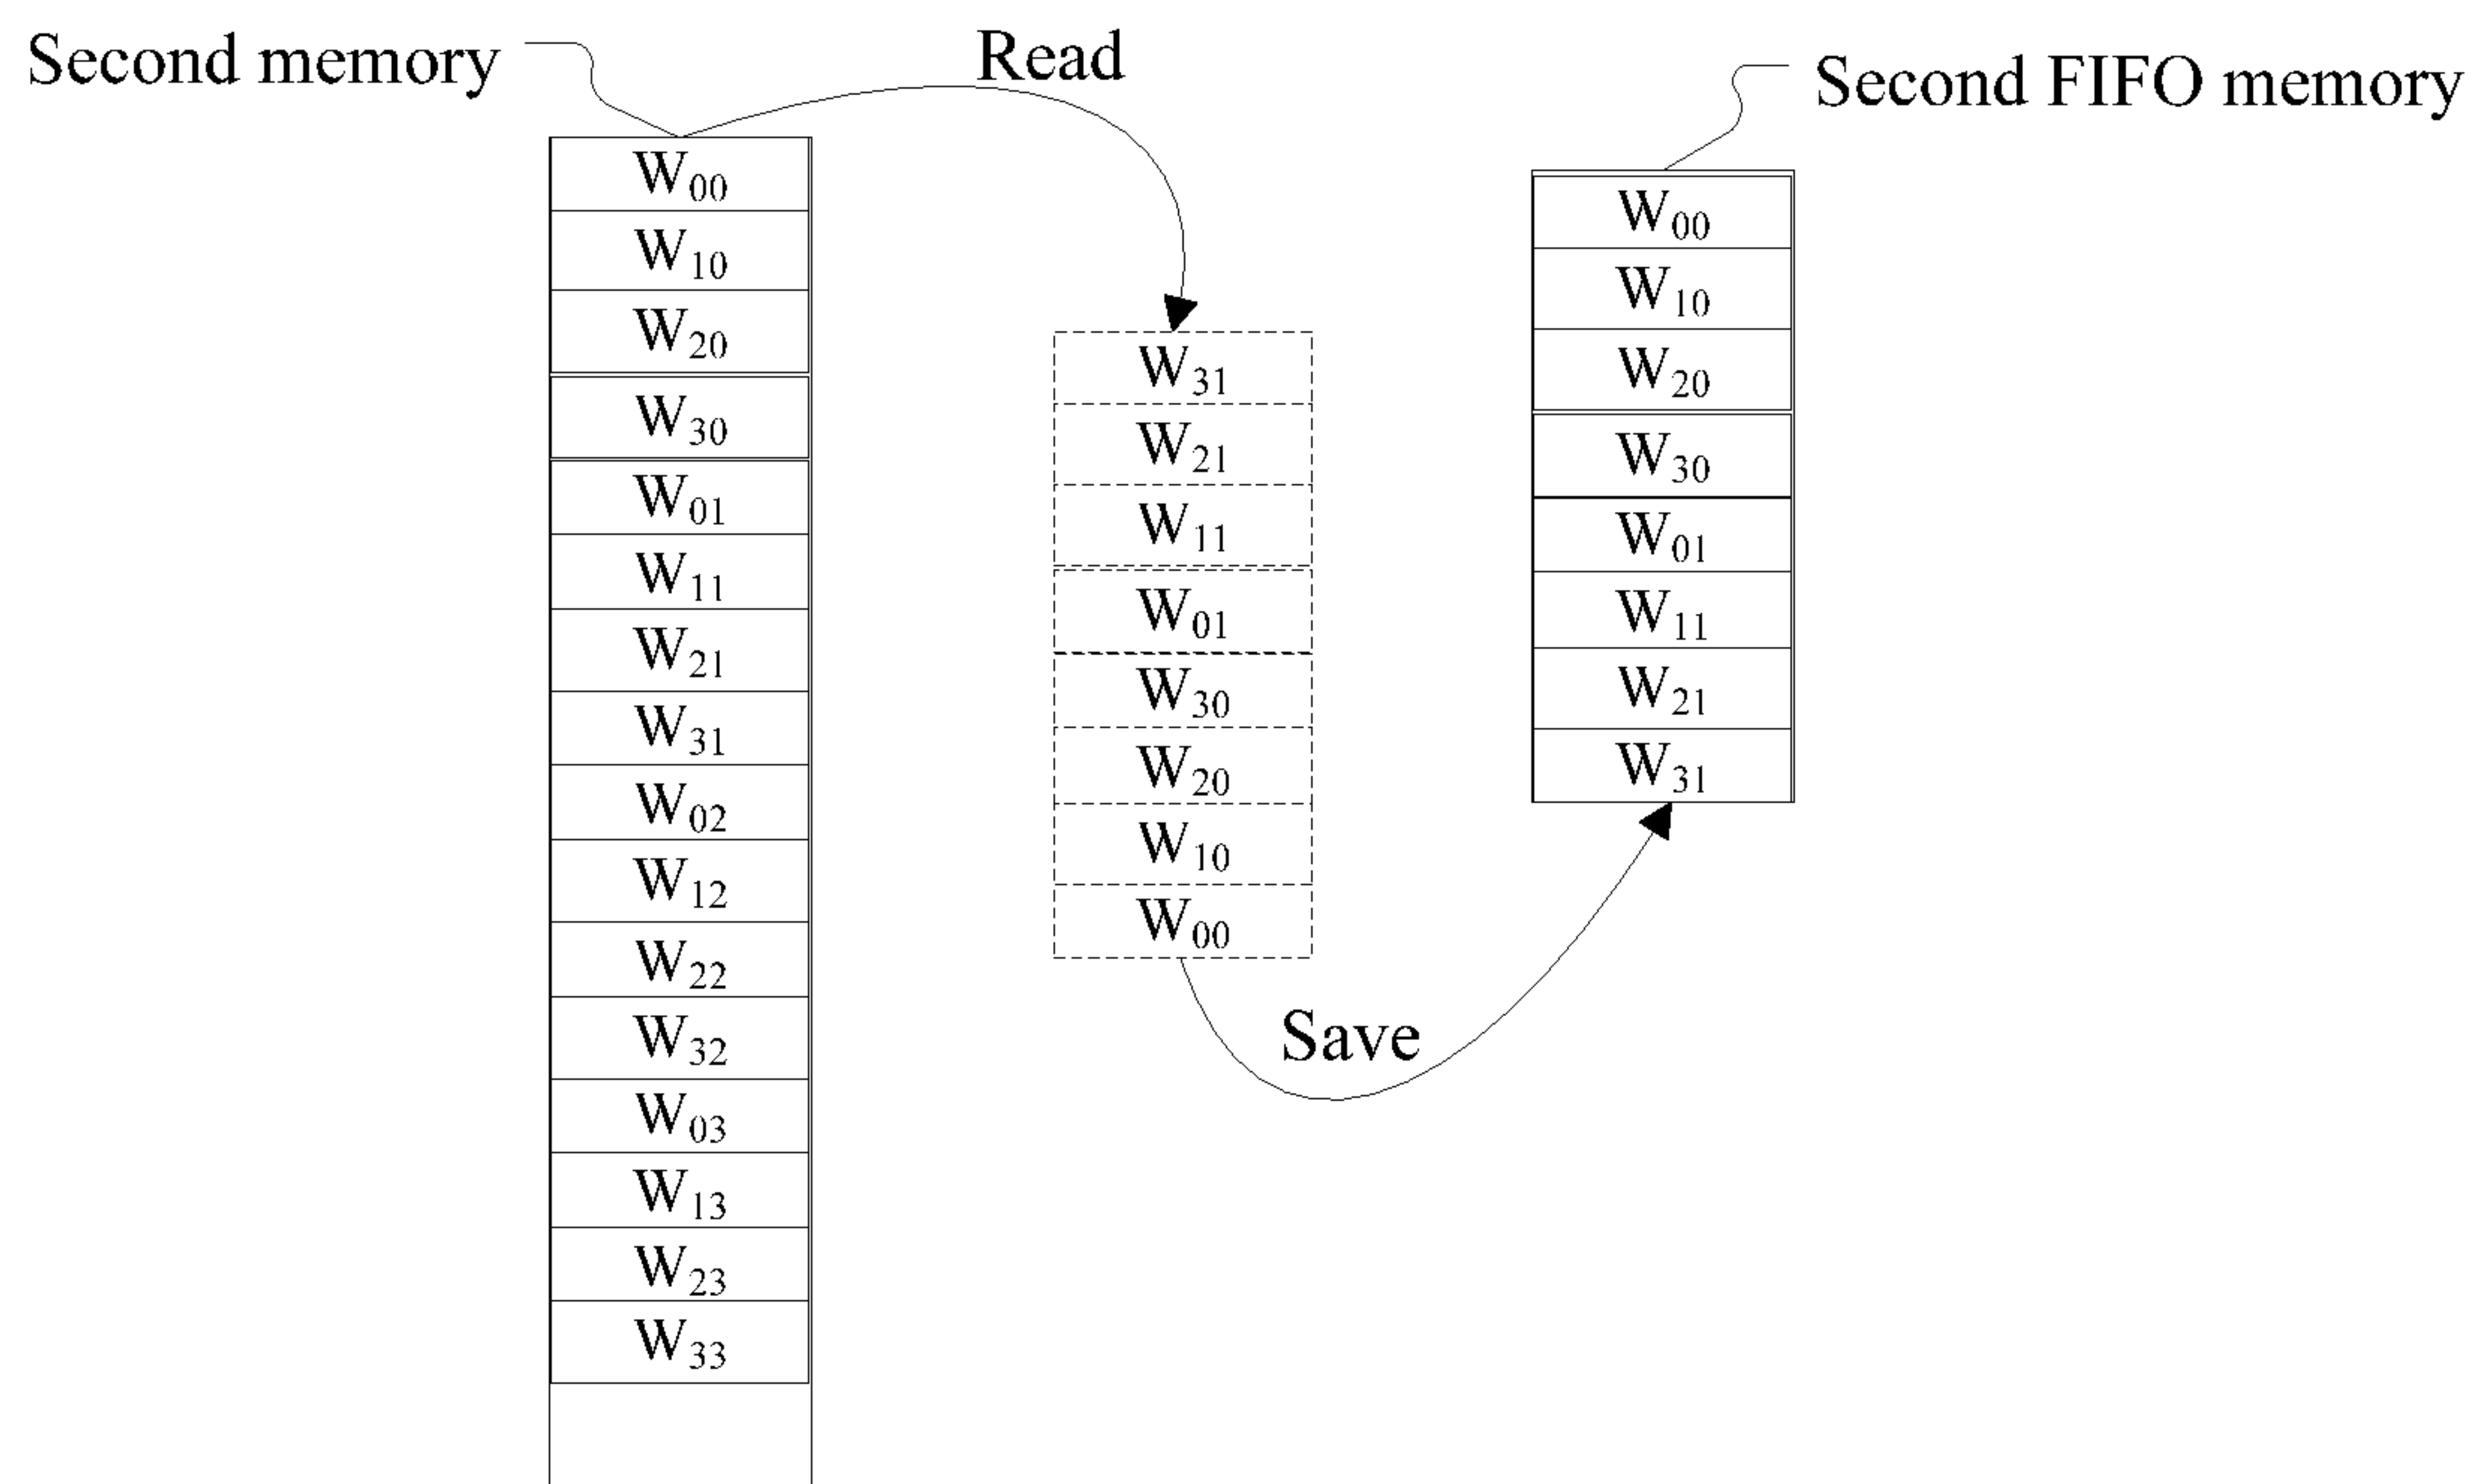 Second memory
Read
Second FIFO memory
W₀₀
W₁₀
W₂₀
W₃₀
W₀₁
W₁₁
W₂₁
W₃₁
W₀₂
W₁₂
W₂₂
W₃₂
W₀₃
W₁₃
W₂₃
W₃₃
W₃₁
W₂₁
W₁₁
W₀₁
W₃₀
W₂₀
W₁₀
W₀₀
Save
W₀₀
W₁₀
W₂₀
W₃₀
W₀₁
W₁₁
W₂₁
W₃₁